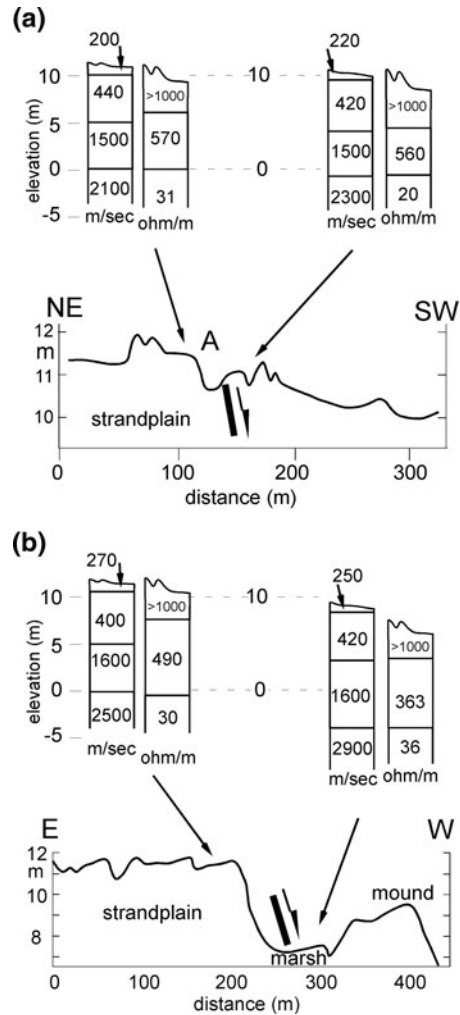 (a)
200 220
10 10
440 >1000 420 >1000
5
1500 570 1500 560
0 0
2100 31 2300 20
-5
elevation (m)
m/sec ohm/m m/sec ohm/m
NE SW
12
m A
11
strandplain
10
0 100 200 300
distance (m)
(b)
270 250
10 10
400 >1000 420 >1000
5
1600 490 1600 363
0 0
2500 30 2900 36
-5
elevation (m)
m/sec ohm/m m/sec ohm/m
E W
12
m
mound
10
strandplain
8
marsh
0 100 200 300 400
distance (m)